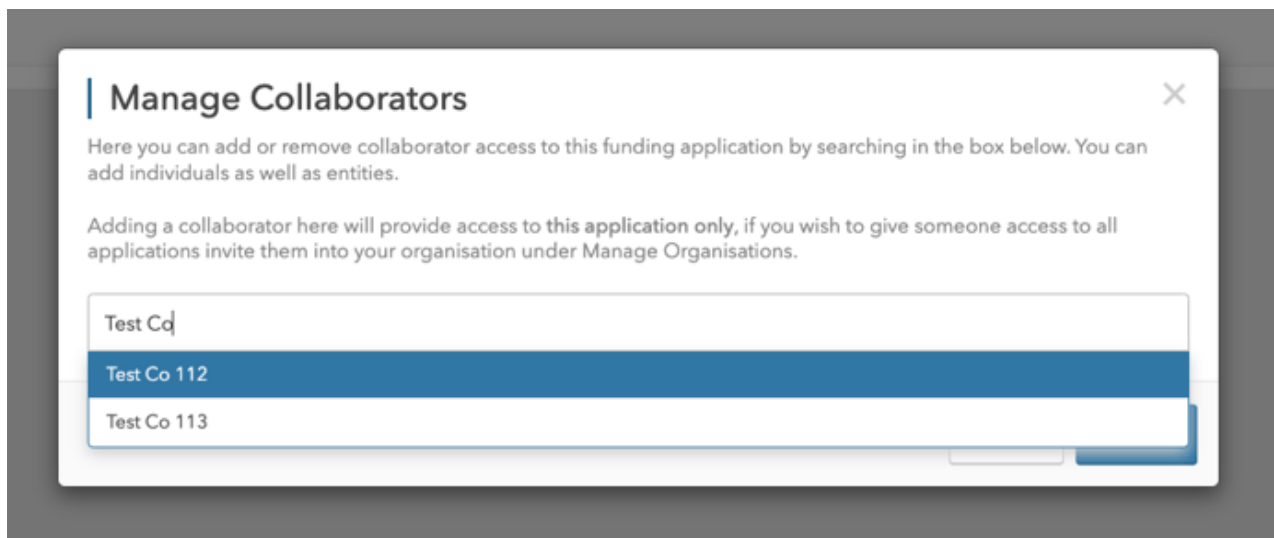 Manage Collaborators
Here you can add or remove collaborator access to this funding application by searching in the box below. You can
add individuals as well as entities.
Adding a collaborator here will provide access to this application only, if you wish to give someone access to all
applications invite them into your organisation under Manage Organisations.
Test Co
Test Co 112
Test Co 113